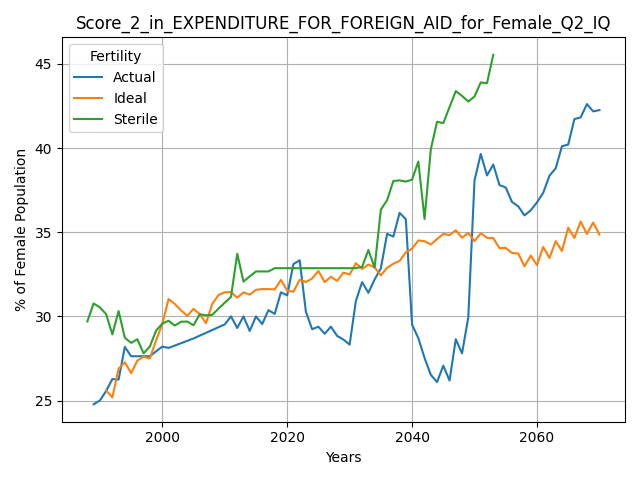 Score_2_in_EXPENDITURE_FOR_FOREIGN_AID_for_Female_Q2_IQ
Fertility
Actual
Ideal
Sterile
% of Female Population
45
40
35
30
25
2000
2020
2040
2060
Years